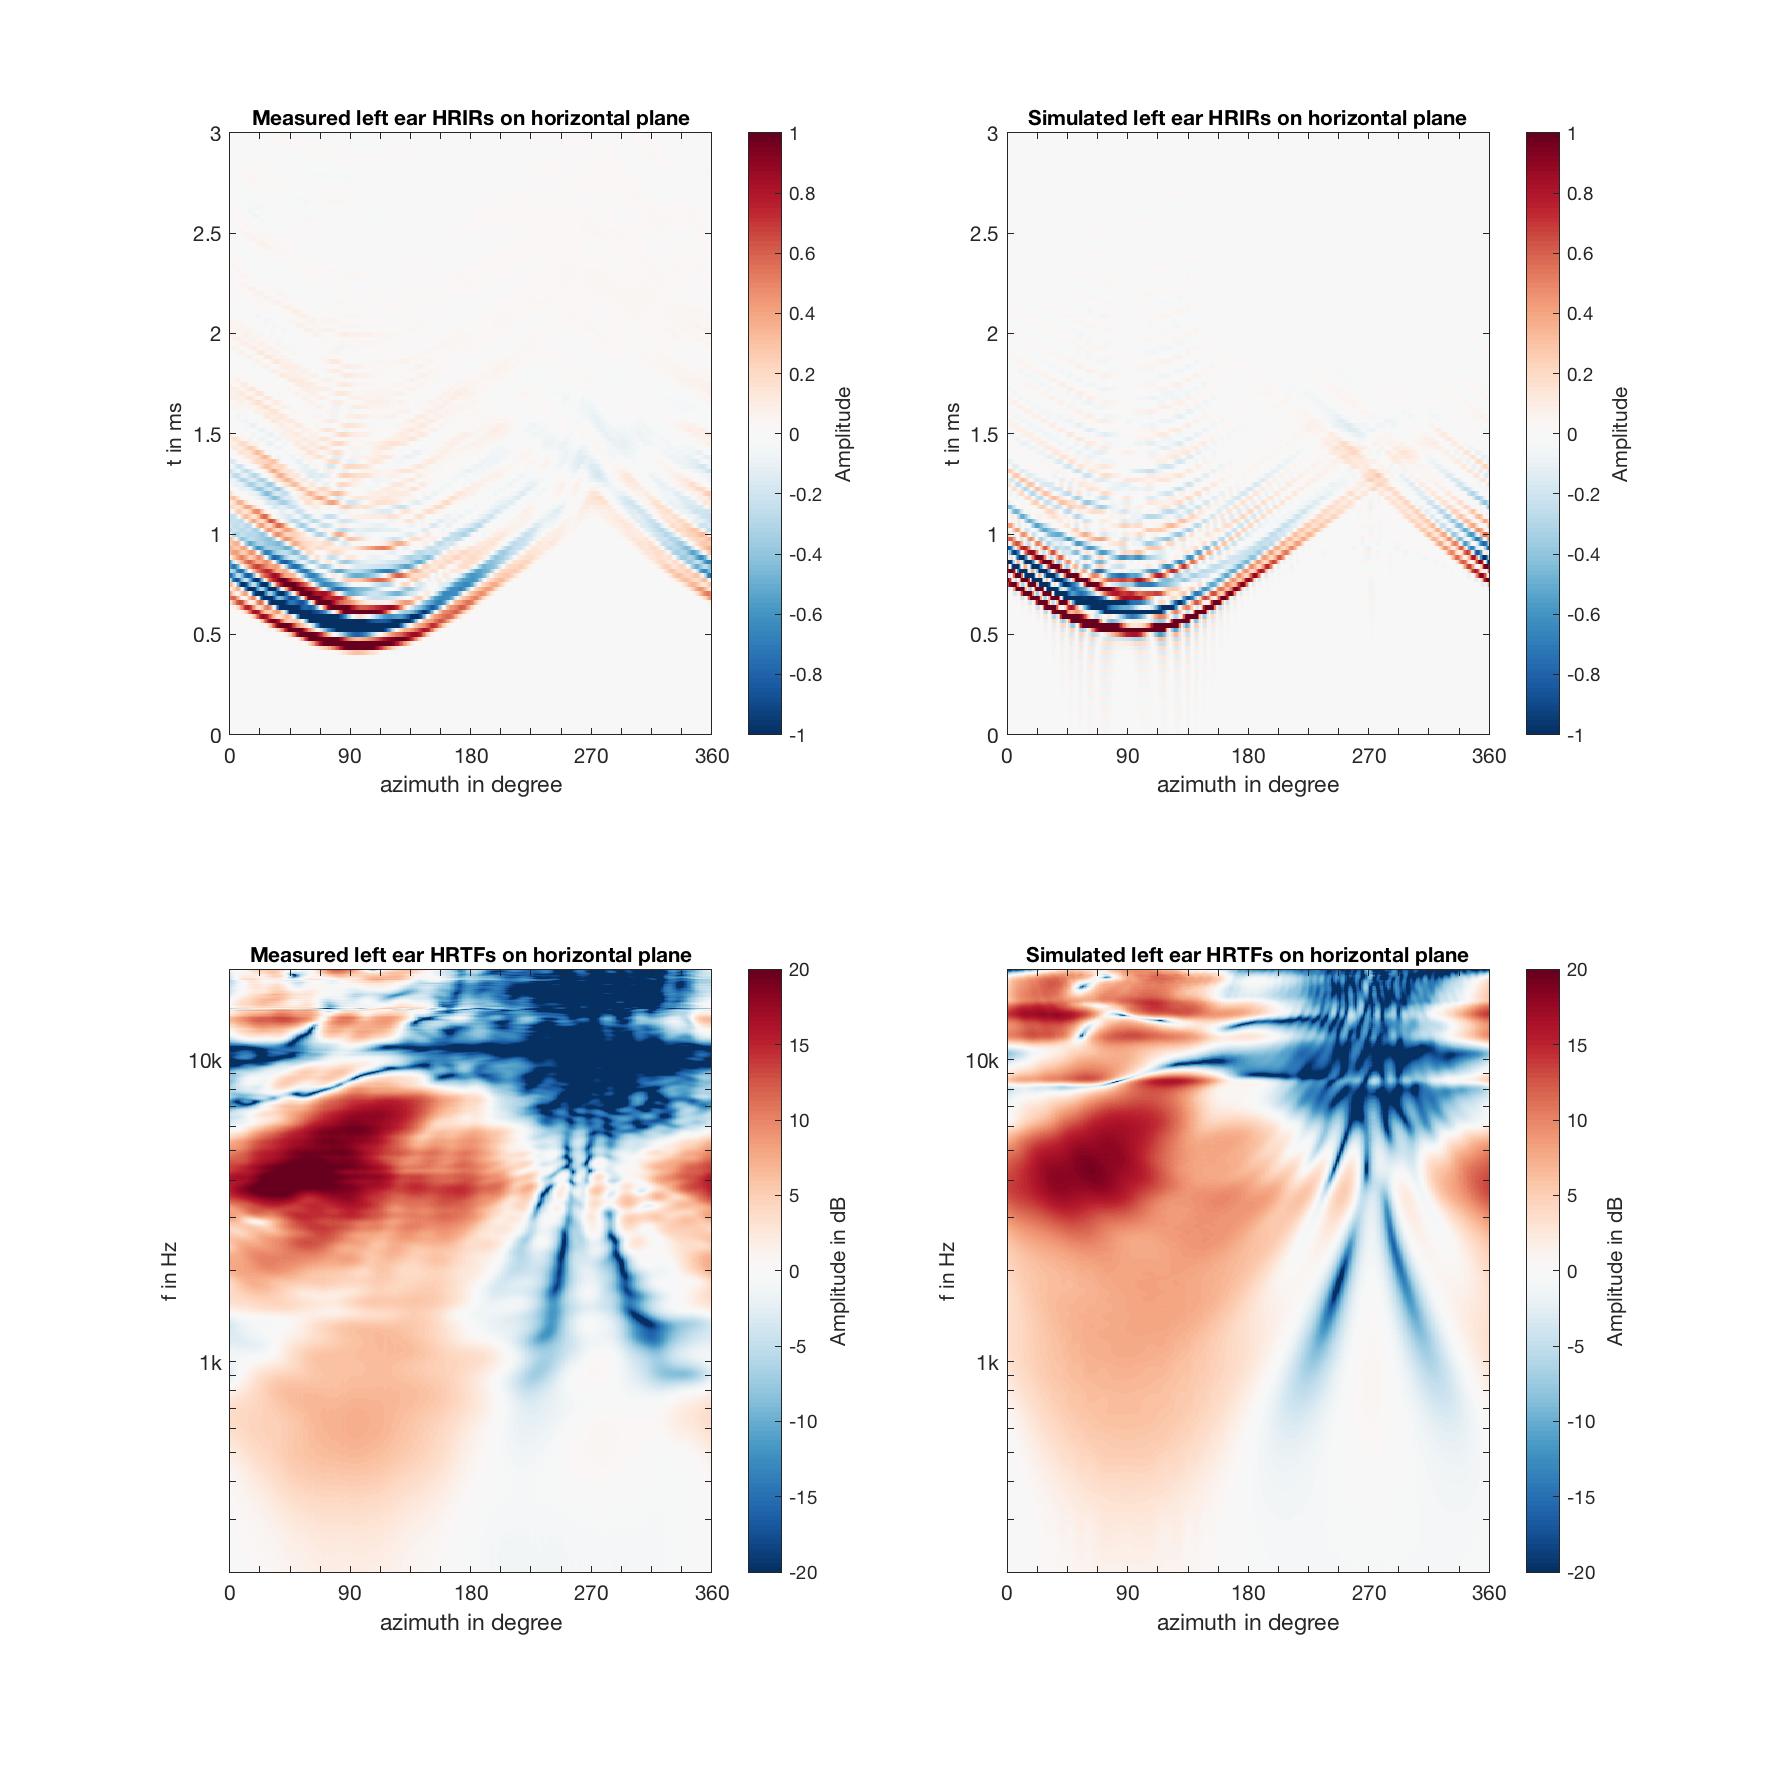 Measured left ear HRIRs on horizontal plane
3
2.5
2
1.5
1
0.5
0
t in ms
0 90 180 270 360
azimuth in degree
1
0.8
0.6
0.4
0.2
0
-0.2
-0.4
-0.6
-0.8
-1
Amplitude
Simulated left ear HRIRs on horizontal plane
3
2.5
2
1.5
1
0.5
0
t in ms
0 90 180 270 360
azimuth in degree
1
0.8
0.6
0.4
0.2
0
-0.2
-0.4
-0.6
-0.8
-1
Amplitude
Measured left ear HRTFs on horizontal plane
10k
1k
f in Hz
0 90 180 270 360
azimuth in degree
20
15
10
5
0
-5
-10
-15
-20
Amplitude in dB
Simulated left ear HRTFs on horizontal plane
10k
1k
f in Hz
0 90 180 270 360
azimuth in degree
20
15
10
5
0
-5
-10
-15
-20
Amplitude in dB